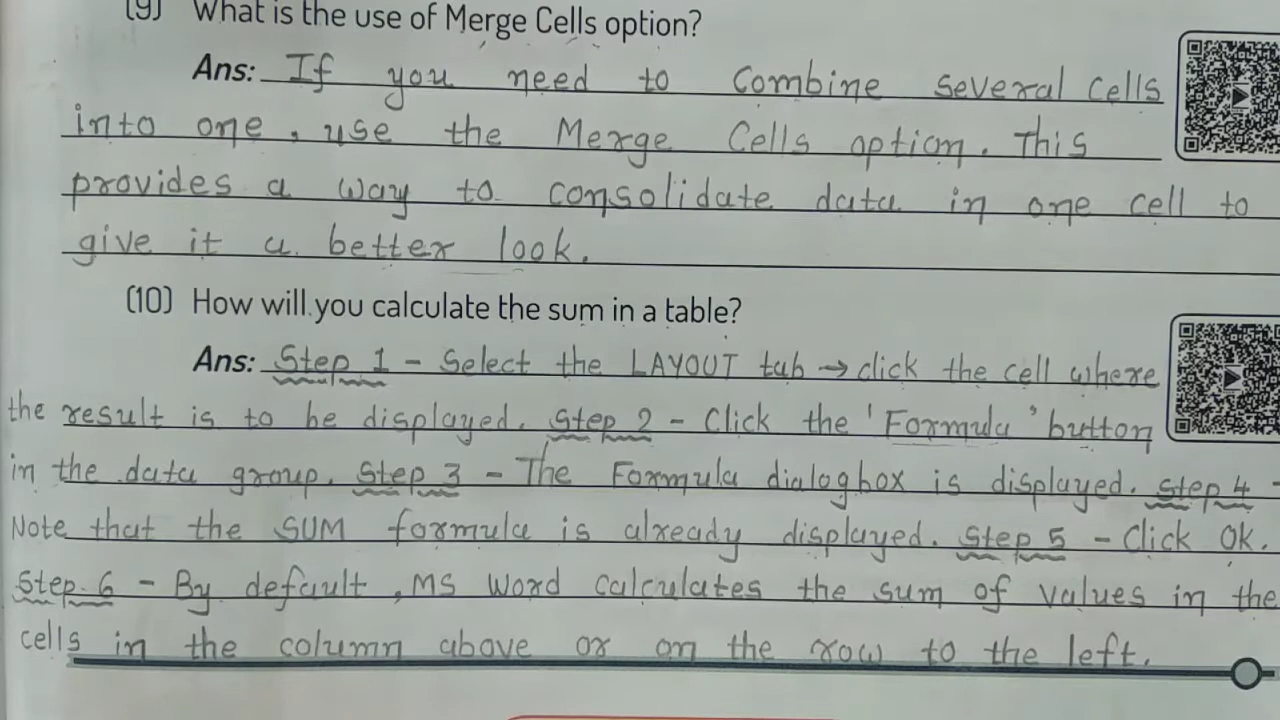 (9) What is the use of Merge Cells option?
Ans: If you need to combine several cells
into one, use the Merge Cells option. This
provides a way to consolidate data in one cell to
give it a better look.
(10) How will you calculate the sum in a table?
Ans: Step 1 - Select the LAYOUT tab → click the cell where
the result is to be displayed. Step 2 - Click the 'Formula' button
in the data group. Step 3 - The Formula dialogbox is displayed. Step 4 -
Note that the SUM formula is already displayed. Step 5 - Click Ok.
Step 6 - By default, MS Word calculates the sum of values in the
cells in the column above or on the row to the left.